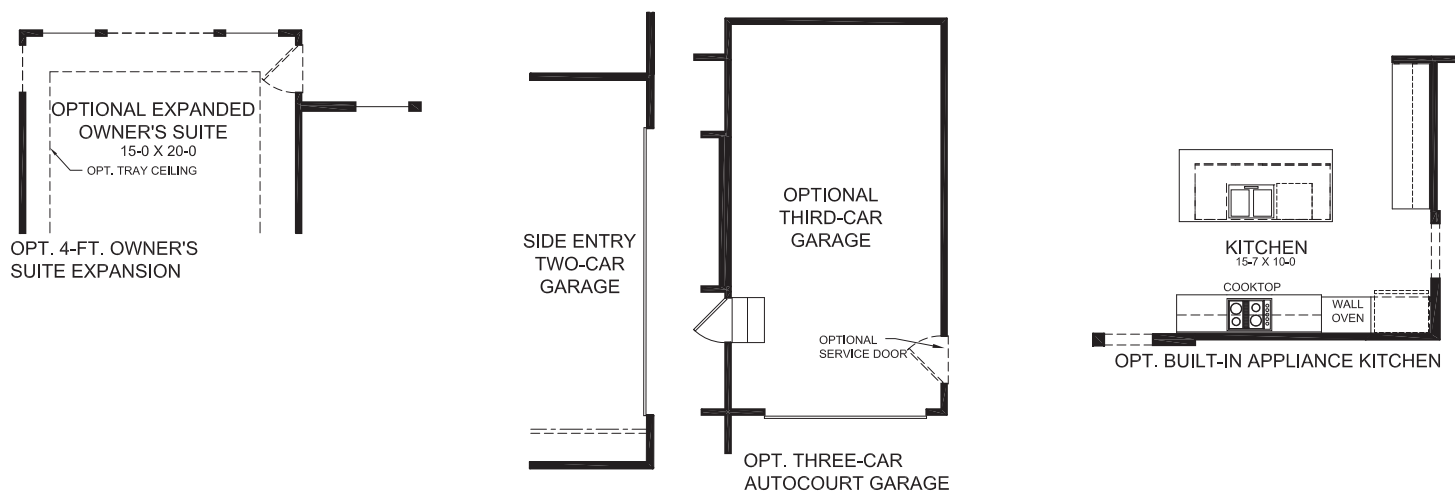 OPTIONAL EXPANDED
OWNER'S SUITE
15-0 X 20-0
OPT. TRAY CEILING
OPT. 4-FT. OWNER'S
SUITE EXPANSION
SIDE ENTRY
TWO-CAR
GARAGE
OPTIONAL
THIRD-CAR
GARAGE
OPTIONAL
SERVICE DOOR
OPT. THREE-CAR
AUTOCOURT GARAGE
KITCHEN
15-7 X 10-0
COOKTOP
WALL
OVEN
OPT. BUILT-IN APPLIANCE KITCHEN